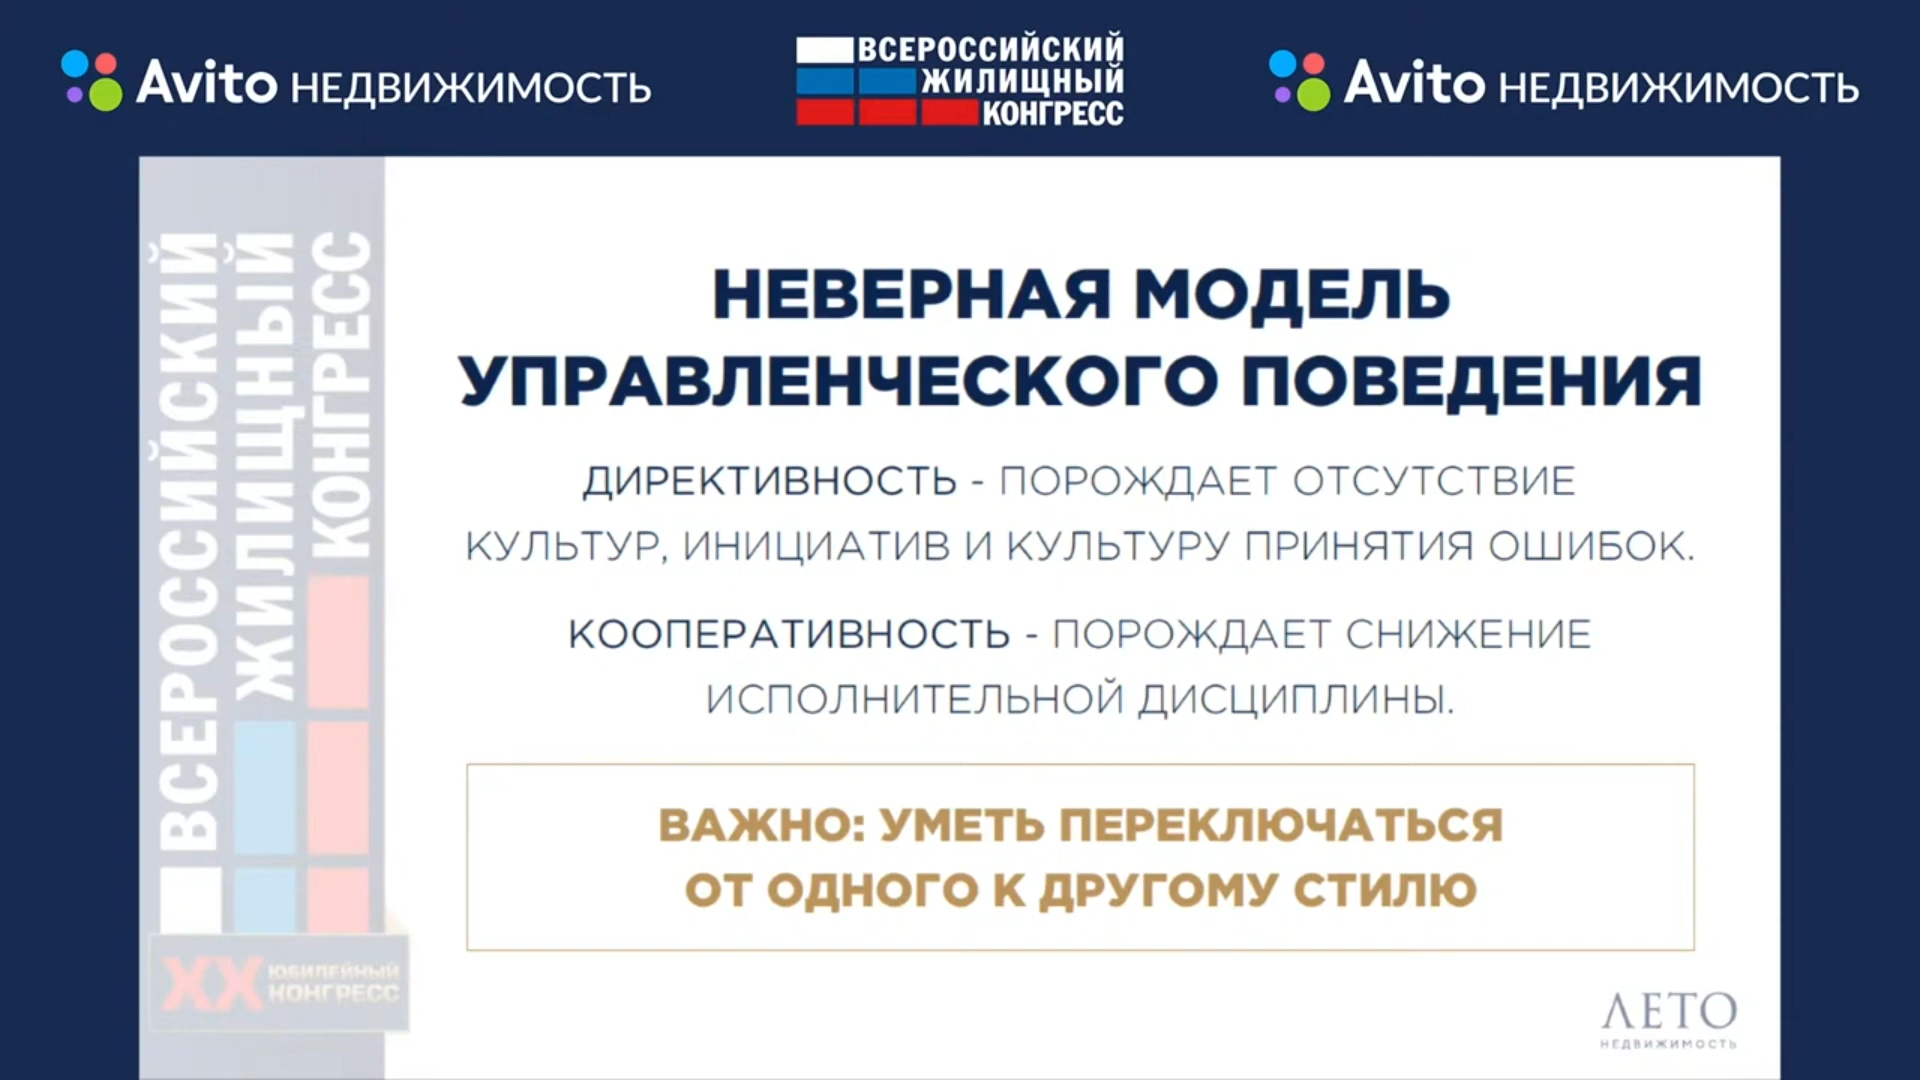 Avito НЕДВИЖИМОСТЬ
ВСЕРОССИЙСКИЙ
ЖИЛИЩНЫЙ
КОНГРЕСС
Avito НЕДВИЖИМОСТЬ
ВСЕРОССИЙСКИЙ
ЖИЛИЩНЫЙ
КОНГРЕСС
XX ЮБИЛЕЙНЫЙ
КОНГРЕСС
НЕВЕРНАЯ МОДЕЛЬ
УПРАВЛЕНЧЕСКОГО ПОВЕДЕНИЯ
ДИРЕКТИВНОСТЬ - ПОРОЖДАЕТ ОТСУТСТВИЕ
КУЛЬТУР, ИНИЦИАТИВ И КУЛЬТУРУ ПРИНЯТИЯ ОШИБОК.
КООПЕРАТИВНОСТЬ - ПОРОЖДАЕТ СНИЖЕНИЕ
ИСПОЛНИТЕЛЬНОЙ ДИСЦИПЛИНЫ.
ВАЖНО: УМЕТЬ ПЕРЕКЛЮЧАТЬСЯ
ОТ ОДНОГО К ДРУГОМУ СТИЛЮ
ЛЕТО
НЕДВИЖИМОСТЬ